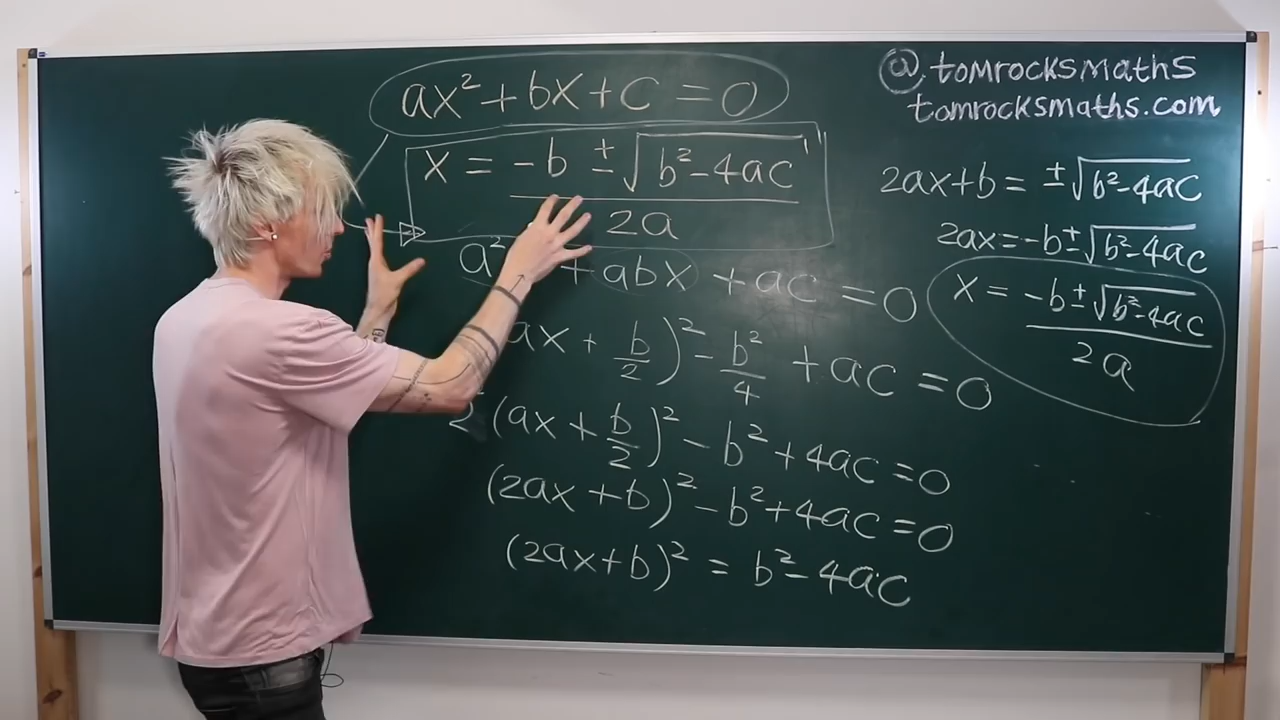 ax² + bx + c = 0
x = -b ± √b²-4ac
2a
a² + abx + ac = 0
ax + b/2)² - b²/4 + ac = 0
2² (ax + b/2)² - b² + 4ac = 0
(2ax + b)² - b² + 4ac = 0
(2ax + b)² = b² - 4ac
@tomrocksmaths
tomrocksmaths.com
2ax + b = ±√b²-4ac
2ax = -b ± √b²-4ac
x = -b ± √b²-4ac
2a